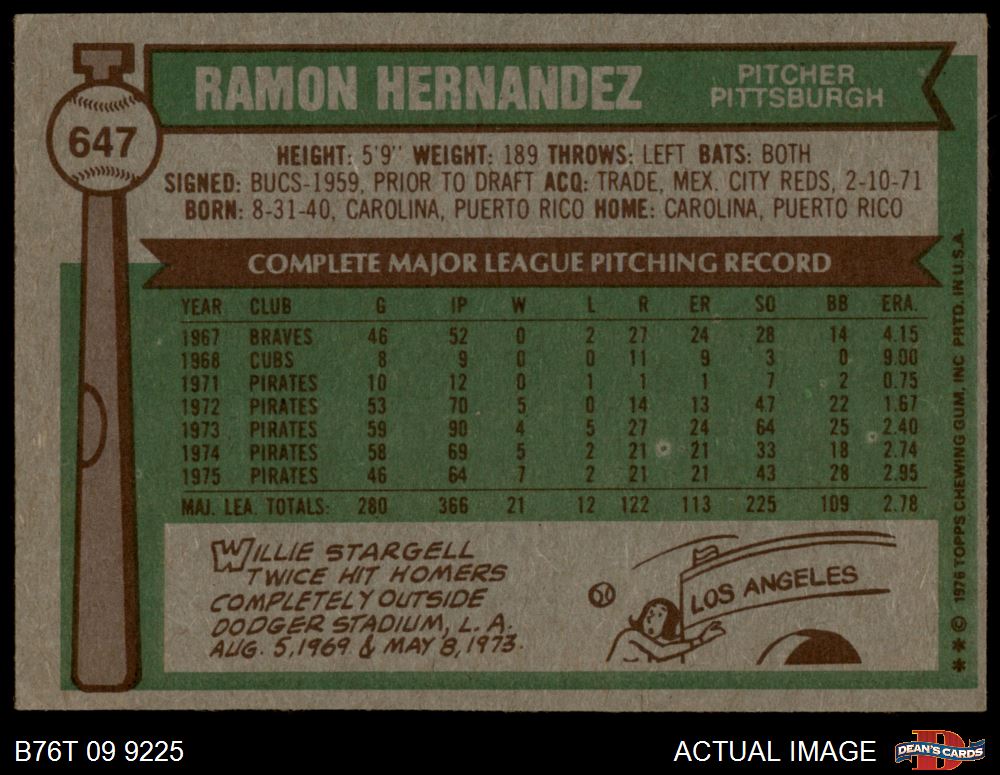 RAMON HERNANDEZ
PITCHER
PITTSBURGH
647
HEIGHT: 5'9" WEIGHT: 189 THROWS: LEFT BATS: BOTH
SIGNED: BUCS-1959, PRIOR TO DRAFT ACQ: TRADE, MEX. CITY REDS, 2-10-71
BORN: 8-31-40, CAROLINA, PUERTO RICO HOME: CAROLINA, PUERTO RICO
COMPLETE MAJOR LEAGUE PITCHING RECORD
YEAR CLUB G IP W L R ER SO BB ERA.
1967 BRAVES 46 52 0 2 27 24 28 14 4.15
1968 CUBS 8 9 0 0 11 9 3 0 9.00
1971 PIRATES 10 12 0 1 1 1 7 2 0.75
1972 PIRATES 53 70 5 0 14 13 47 22 1.67
1973 PIRATES 59 90 4 5 27 24 64 25 2.40
1974 PIRATES 58 69 5 2 21 21 33 18 2.74
1975 PIRATES 46 64 7 2 21 21 43 28 2.95
MAJ. LEA. TOTALS: 280 366 21 12 122 113 225 109 2.78
WILLIE STARGELL
TWICE HIT HOMERS
COMPLETELY OUTSIDE
DODGER STADIUM, L.A.
AUG. 5, 1969 & MAY 8, 1973.
LOS ANGELES
** © 1976 TOPPS CHEWING GUM, INC PRTD. IN U.S.A.
B76T 09 9225
ACTUAL IMAGE
D
DEAN'S CARDS